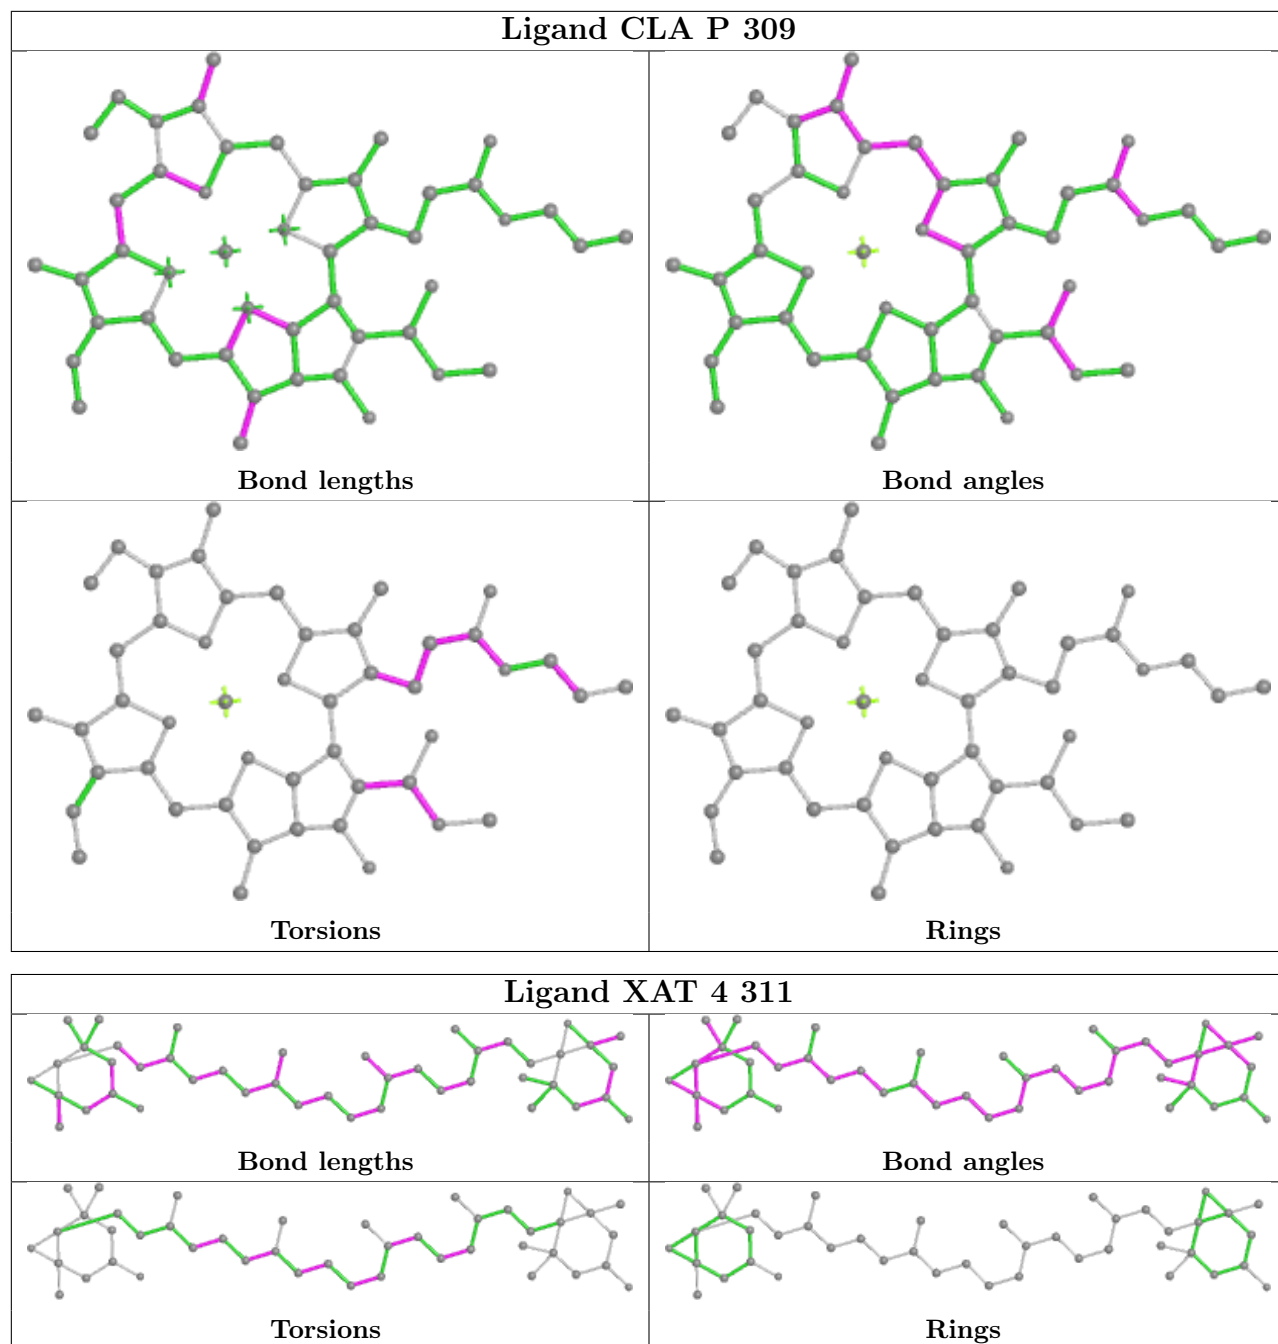 Ligand CLA P 309
Bond lengths
Bond angles
Torsions
Rings
Ligand XAT 4 311
Bond lengths
Bond angles
Torsions
Rings